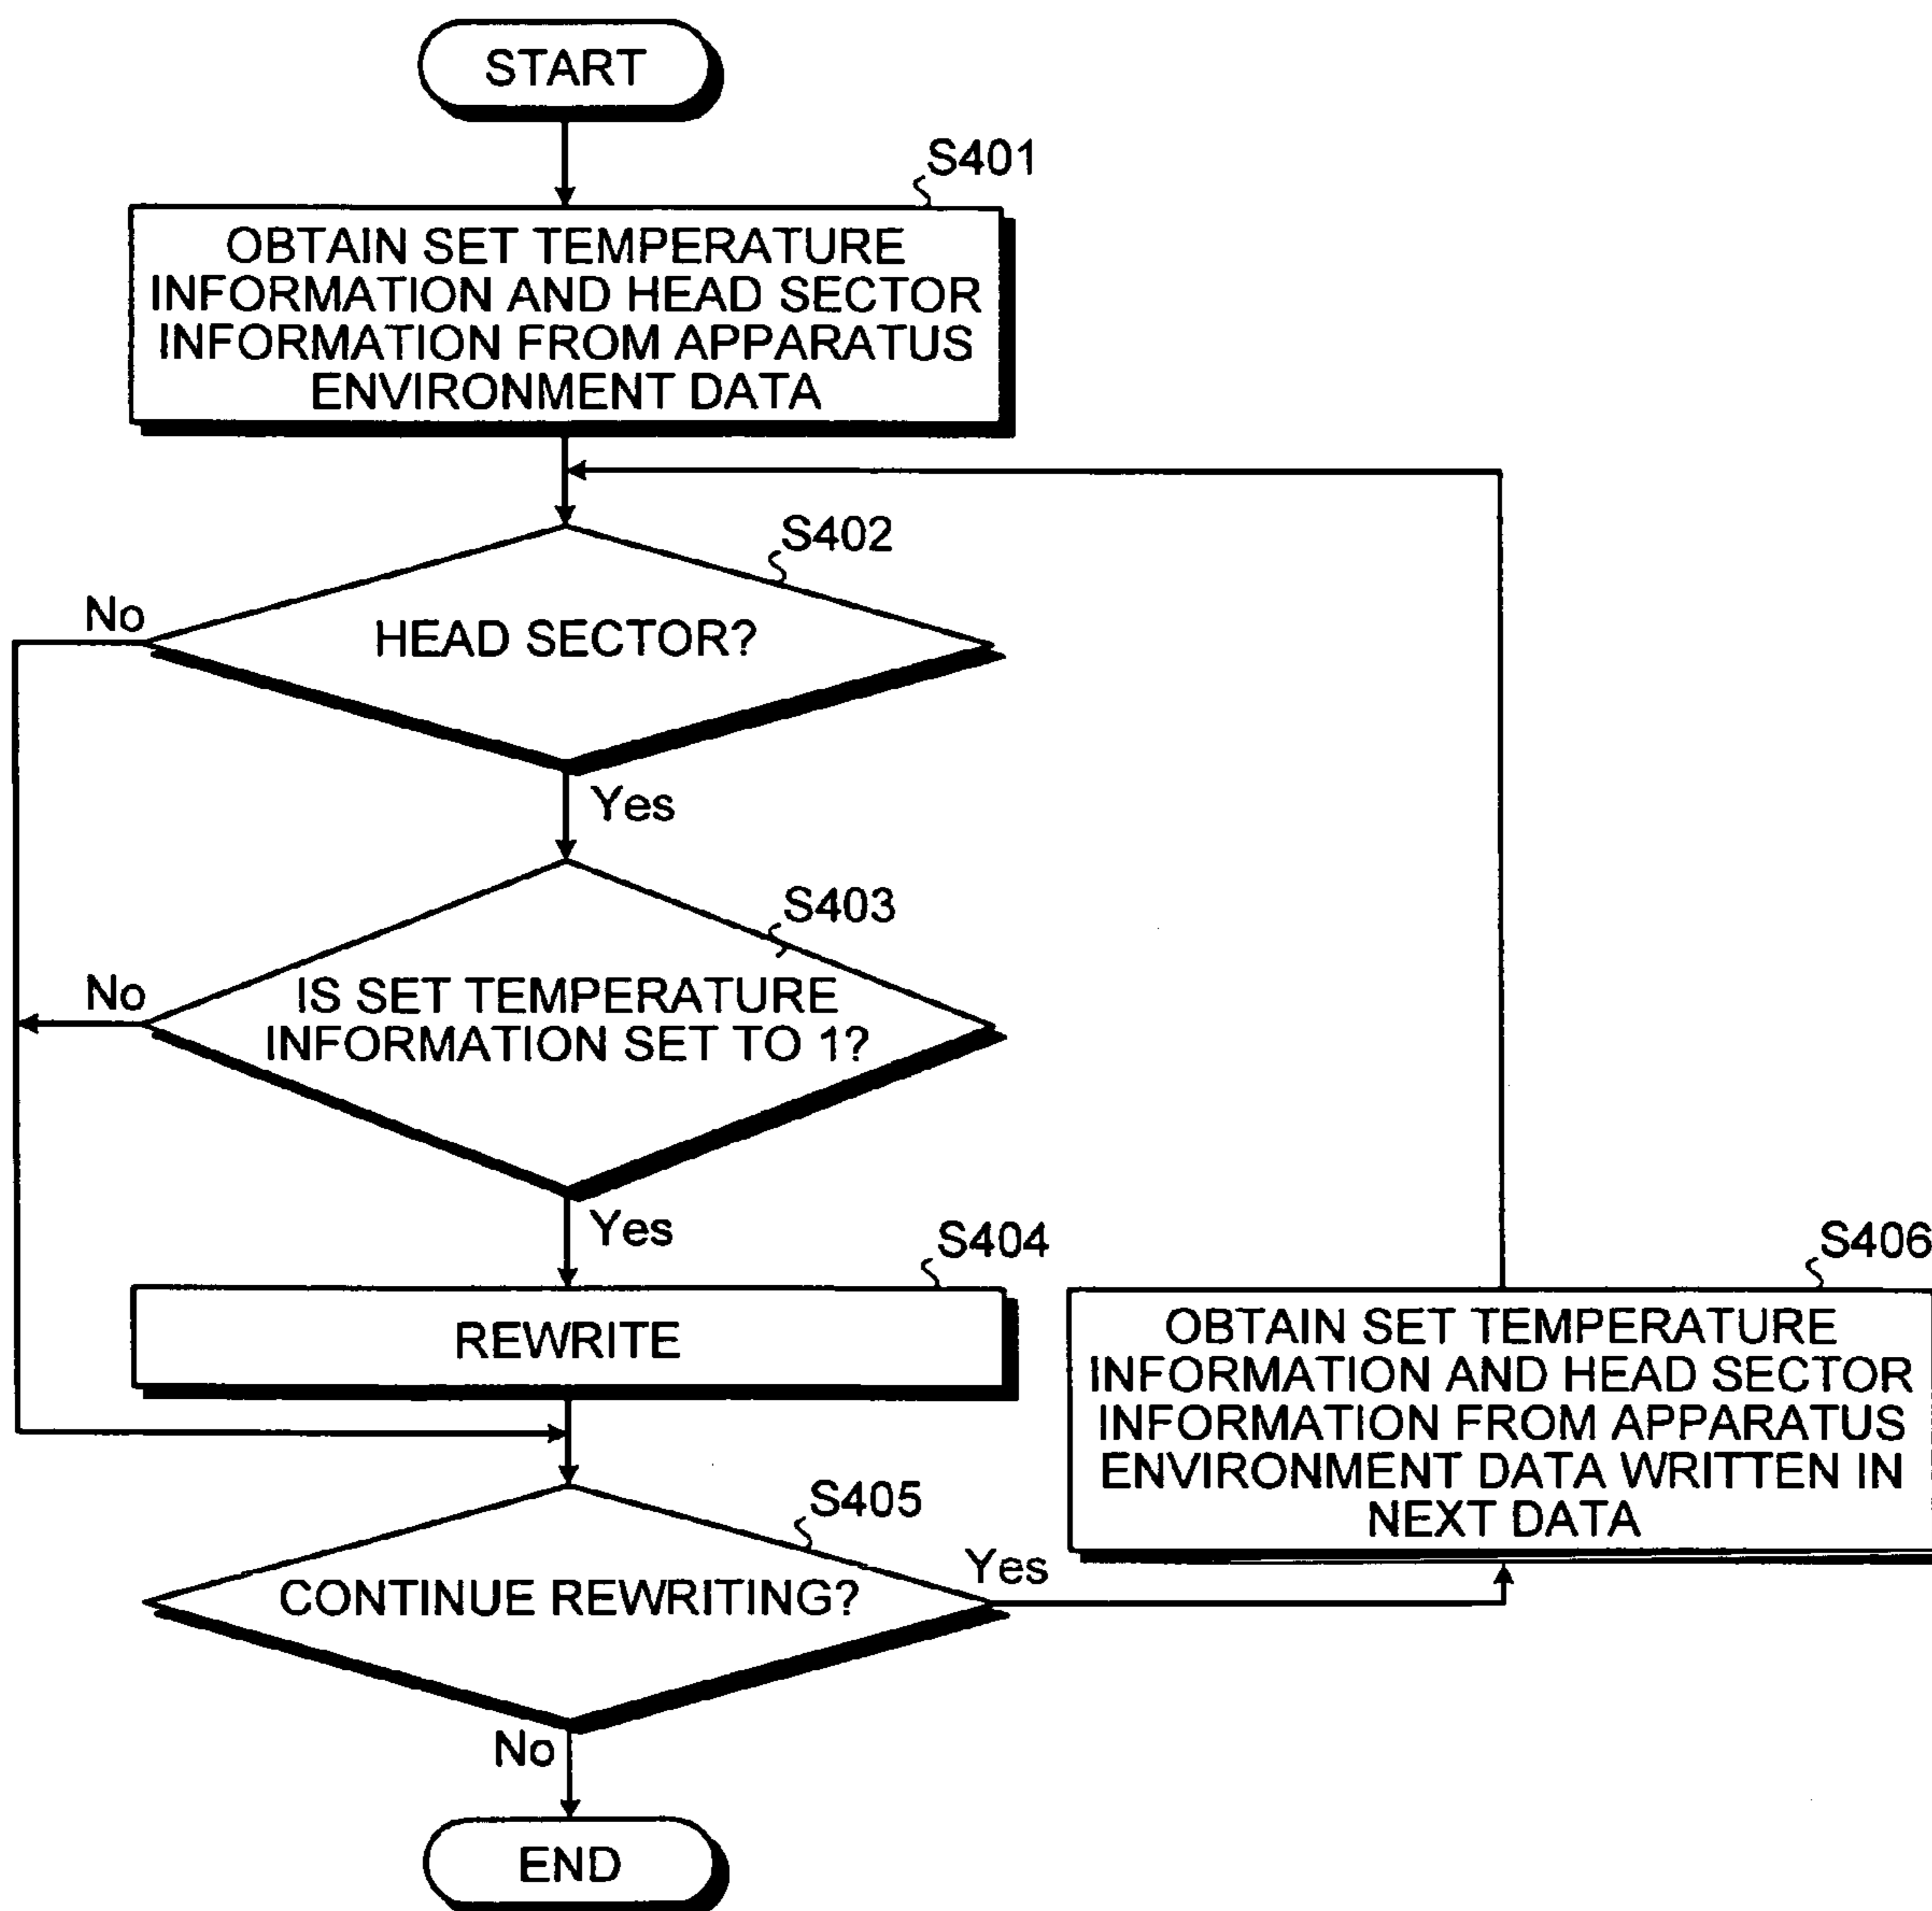 START
S401
OBTAIN SET TEMPERATURE
INFORMATION AND HEAD SECTOR
INFORMATION FROM APPARATUS
ENVIRONMENT DATA
S402
No
HEAD SECTOR?
Yes
S403
No
IS SET TEMPERATURE
INFORMATION SET TO 1?
Yes
S404
REWRITE
S406
OBTAIN SET TEMPERATURE
INFORMATION AND HEAD SECTOR
INFORMATION FROM APPARATUS
ENVIRONMENT DATA WRITTEN IN
NEXT DATA
S405
CONTINUE REWRITING?
Yes
No
END